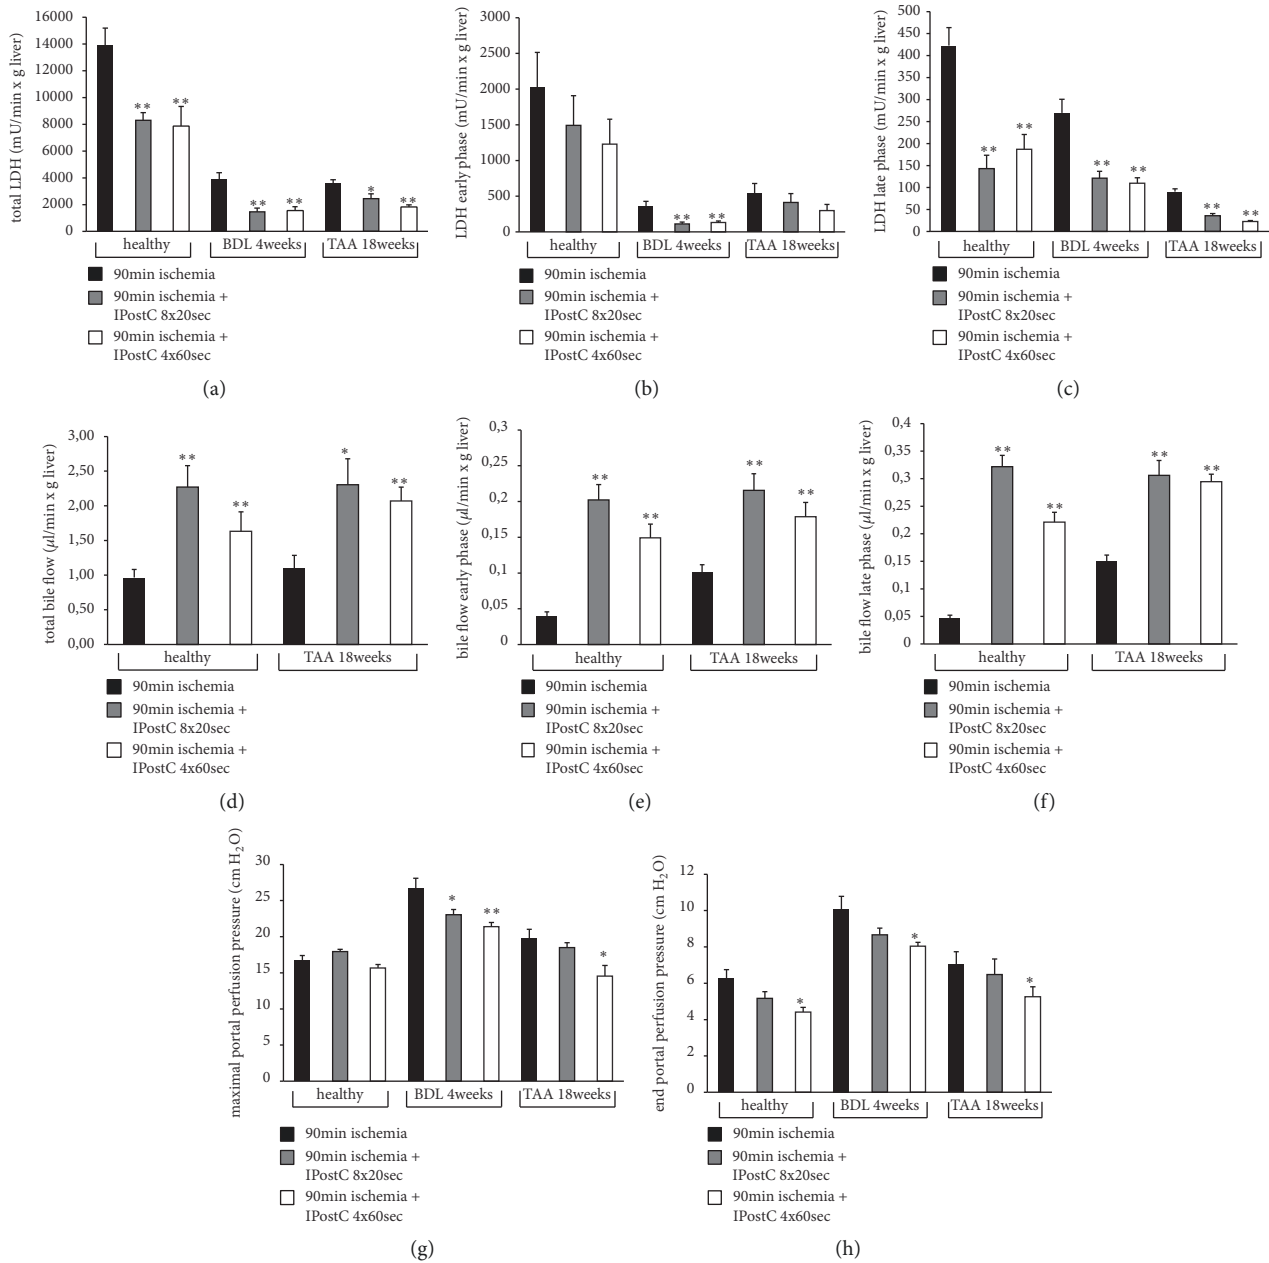 total LDH (mU/min x g liver)
16000
14000
12000
10000
8000
6000
4000
2000
0
**
**
**
**
*
**
healthy
BDL 4weeks
TAA 18weeks
90min ischemia
90min ischemia +
IPostC 8x20sec
90min ischemia +
IPostC 4x60sec
(a)
LDH early phase (mU/min x g liver)
3000
2500
2000
1500
1000
500
0
**
**
healthy
BDL 4weeks
TAA 18weeks
90min ischemia
90min ischemia +
IPostC 8x20sec
90min ischemia +
IPostC 4x60sec
(b)
LDH late phase (mU/min x g liver)
500
450
400
350
300
250
200
150
100
50
0
**
**
**
**
**
**
healthy
BDL 4weeks
TAA 18weeks
90min ischemia
90min ischemia +
IPostC 8x20sec
90min ischemia +
IPostC 4x60sec
(c)
total bile flow (μl/min x g liver)
3,00
2,50
2,00
1,50
1,00
0,50
0,00
**
**
*
**
healthy
TAA 18weeks
90min ischemia
90min ischemia +
IPostC 8x20sec
90min ischemia +
IPostC 4x60sec
(d)
bile flow early phase (μl/min x g liver)
0,3
0,25
0,2
0,15
0,1
0,05
0
**
**
**
**
healthy
TAA 18weeks
90min ischemia
90min ischemia +
IPostC 8x20sec
90min ischemia +
IPostC 4x60sec
(e)
bile flow late phase (μl/min x g liver)
0,4
0,35
0,3
0,25
0,2
0,15
0,1
0,05
0
**
**
**
**
healthy
TAA 18weeks
90min ischemia
90min ischemia +
IPostC 8x20sec
90min ischemia +
IPostC 4x60sec
(f)
maximal portal perfusion pressure (cm H₂O)
30
25
20
15
10
5
0
*
**
*
healthy
BDL 4weeks
TAA 18weeks
90min ischemia
90min ischemia +
IPostC 8x20sec
90min ischemia +
IPostC 4x60sec
(g)
end portal perfusion pressure (cm H₂O)
12
10
8
6
4
2
0
*
*
*
healthy
BDL 4weeks
TAA 18weeks
90min ischemia
90min ischemia +
IPostC 8x20sec
90min ischemia +
IPostC 4x60sec
(h)